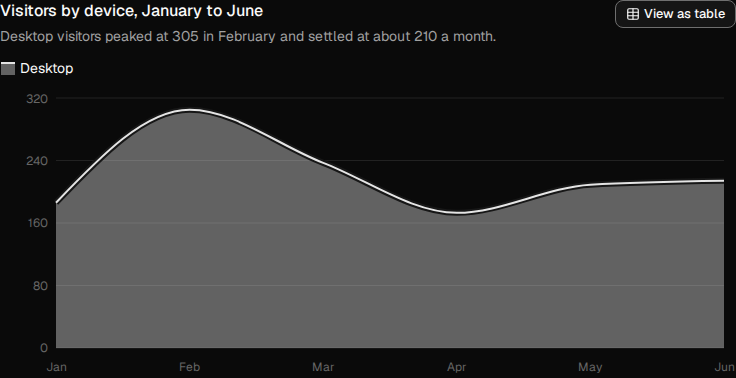 Visitors by device, January to June
View as table
Desktop visitors peaked at 305 in February and settled at about 210 a month.
Desktop
320
240
160
80
0
Jan Feb Mar Apr May Jun